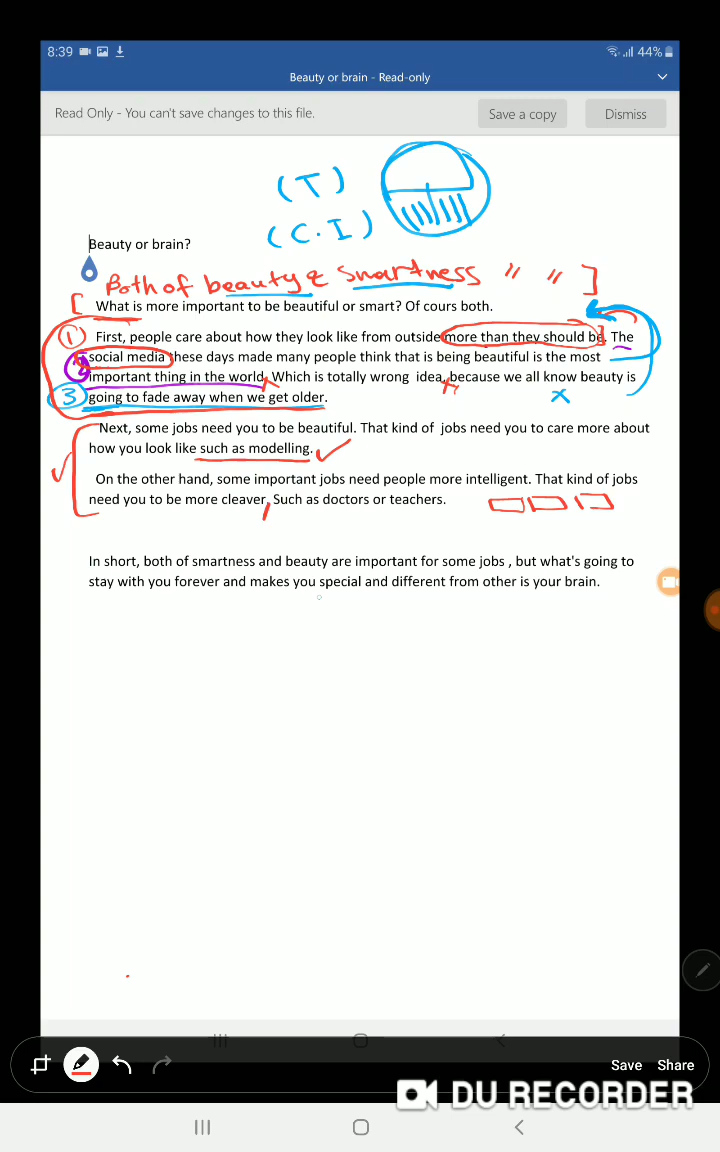 8:39 44%
Beauty or brain - Read-only
Read Only - You can't save changes to this file. Save a copy Dismiss
(T)
(C.I)
Beauty or brain?
[ Both of beauty & smartness " " ]
What is more important to be beautiful or smart? Of cours both.
1 First, people care about how they look like from outside more than they should be. The
social media these days made many people think that is being beautiful is the most
important thing in the world. Which is totally wrong idea, because we all know beauty is
3 going to fade away when we get older.
Next, some jobs need you to be beautiful. That kind of jobs need you to care more about
how you look like such as modelling.
On the other hand, some important jobs need people more intelligent. That kind of jobs
need you to be more cleaver, Such as doctors or teachers.
In short, both of smartness and beauty are important for some jobs , but what's going to
stay with you forever and makes you special and different from other is your brain.
Save Share
DU RECORDER